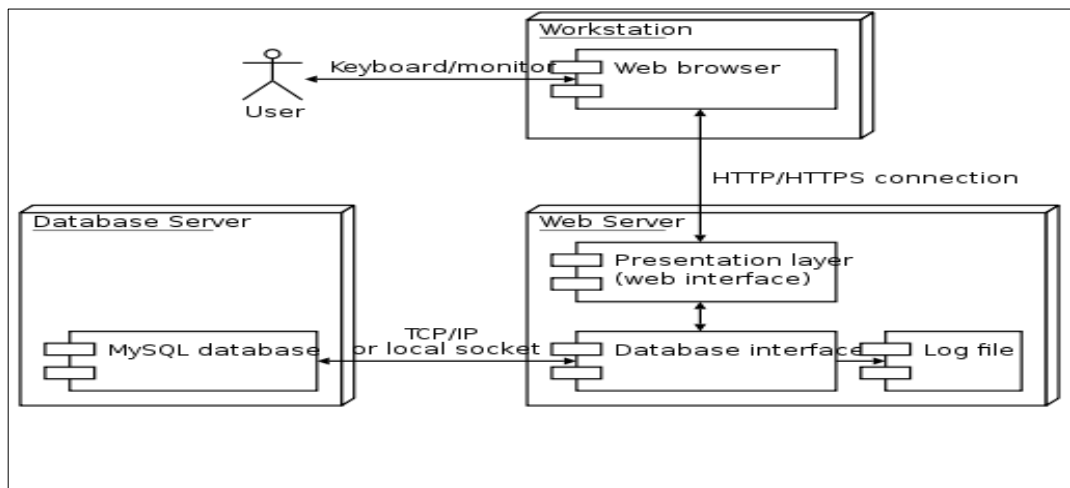 Workstation
Keyboard/monitor
Web browser
User
HTTP/HTTPS connection
Database Server
Web Server
Presentation layer
(web interface)
TCP/IP
or local socket
MySQL database
Database interface
Log file